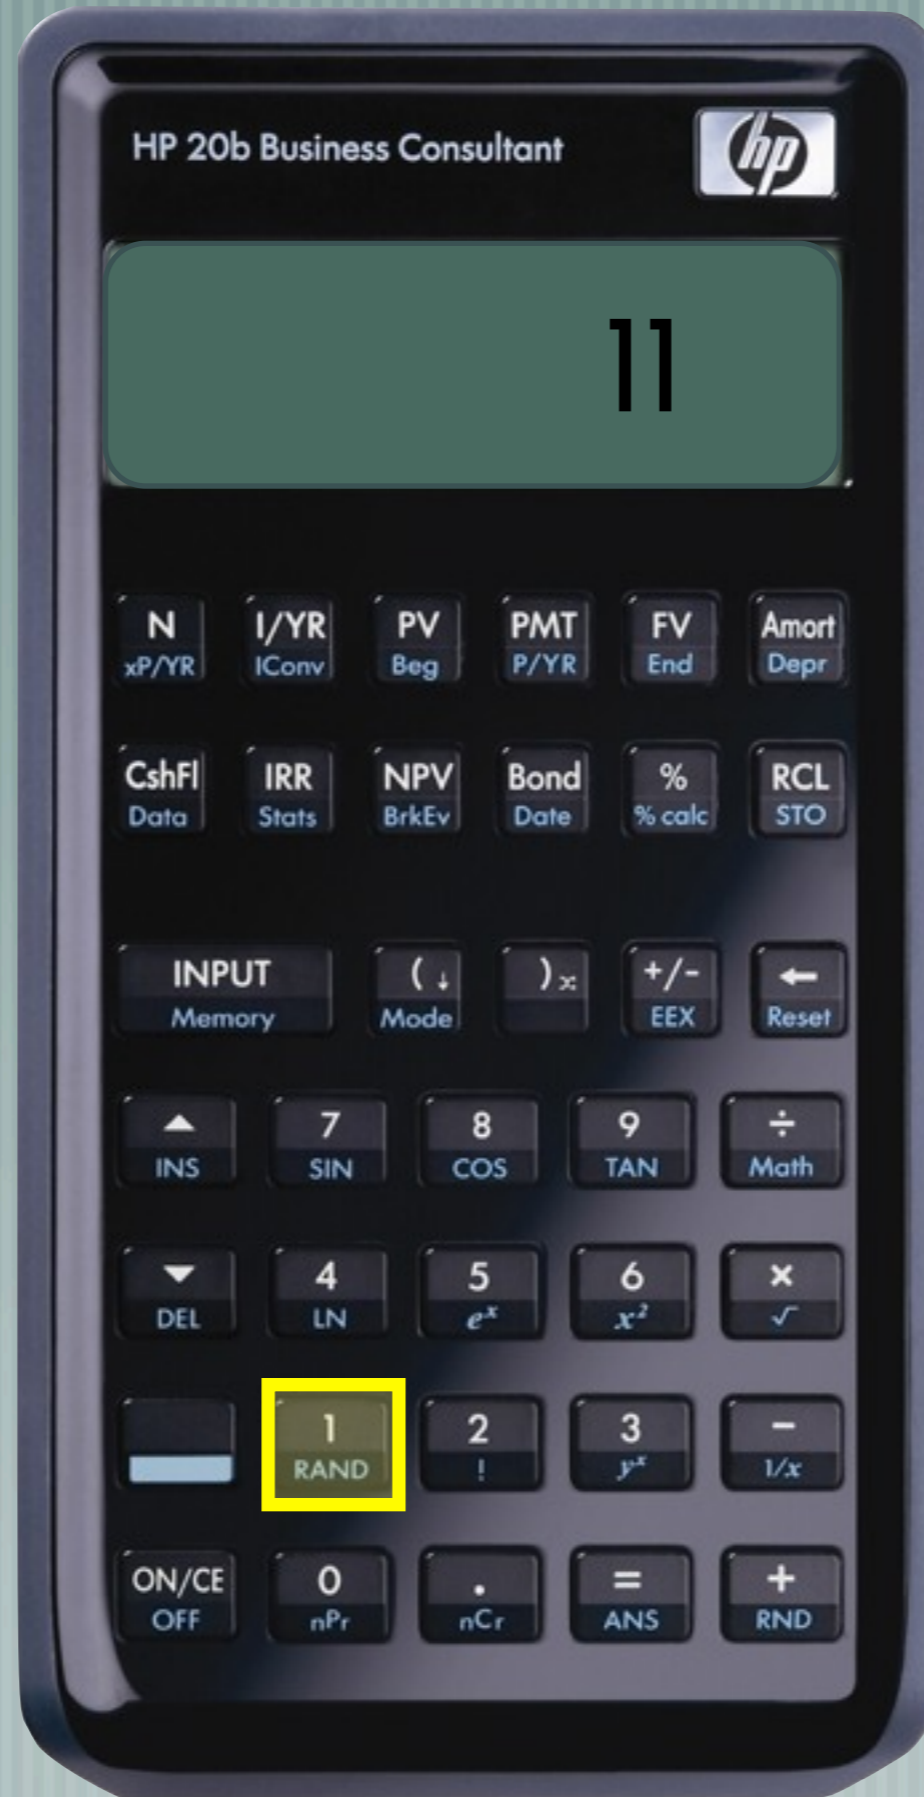 HP 20b Business Consultant
hp
11
N I/YR PV PMT FV Amort
xP/YR IConv Beg P/YR End Depr
CshFl IRR NPV Bond % RCL
Data Stats BrkEv Date % calc STO
INPUT ( ↓ ) +/- ←
Memory Mode EEX Reset
▲ 7 8 9 ÷
INS SIN COS TAN Math
▼ 4 5 6 ×
DEL LN eˣ x² √
1 2 3 −
RAND ! yˣ 1/x
ON/CE 0 . = +
OFF nPr nCr ANS RND